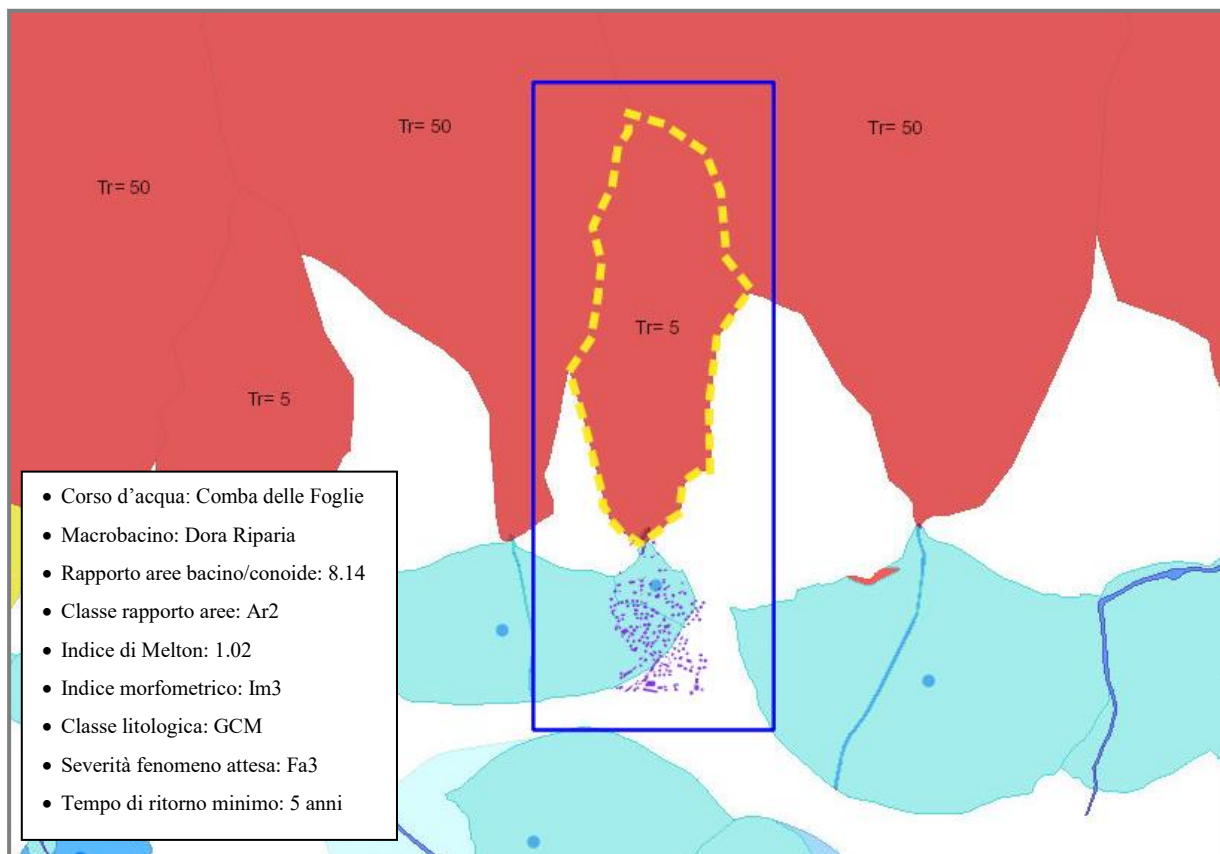 Tr= 50
Tr= 50
Tr= 50
Tr= 5
Tr= 5
• Corso d'acqua: Comba delle Foglie
• Macrobacino: Dora Riparia
• Rapporto aree bacino/conoide: 8.14
• Classe rapporto aree: Ar2
• Indice di Melton: 1.02
• Indice morfometrico: Im3
• Classe litologica: GCM
• Severità fenomeno attesa: Fa3
• Tempo di ritorno minimo: 5 anni